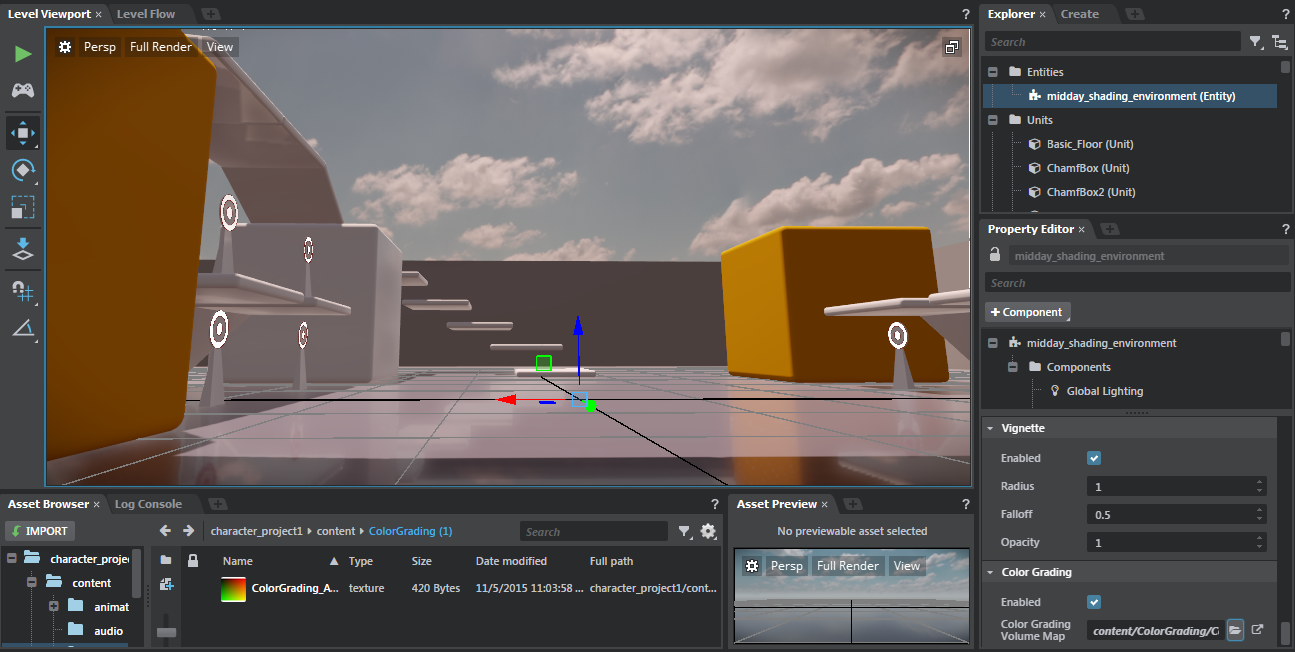 Level Viewport ×
Level Flow
?
Persp
Full Render
View
Explorer ×
Create
?
Search
Entities
midday_shading_environment (Entity)
Units
Basic_Floor (Unit)
ChamfBox (Unit)
ChamfBox2 (Unit)
Property Editor ×
?
midday_shading_environment
Search
+ Component
midday_shading_environment
Components
Global Lighting
Vignette
Enabled
Radius 1
Falloff 0.5
Opacity 1
Color Grading
Enabled
Color Grading
Volume Map
content/ColorGrading/C
Asset Browser ×
Log Console
?
IMPORT
character_project1
content
ColorGrading (1)
Search
character_proje
content
animat
audio
Name Type Size Date modified Full path
ColorGrading_A... texture 420 Bytes 11/5/2015 11:03:58 ... character_project1/cont...
Asset Preview ×
?
No previewable asset selected
Persp
Full Render
View